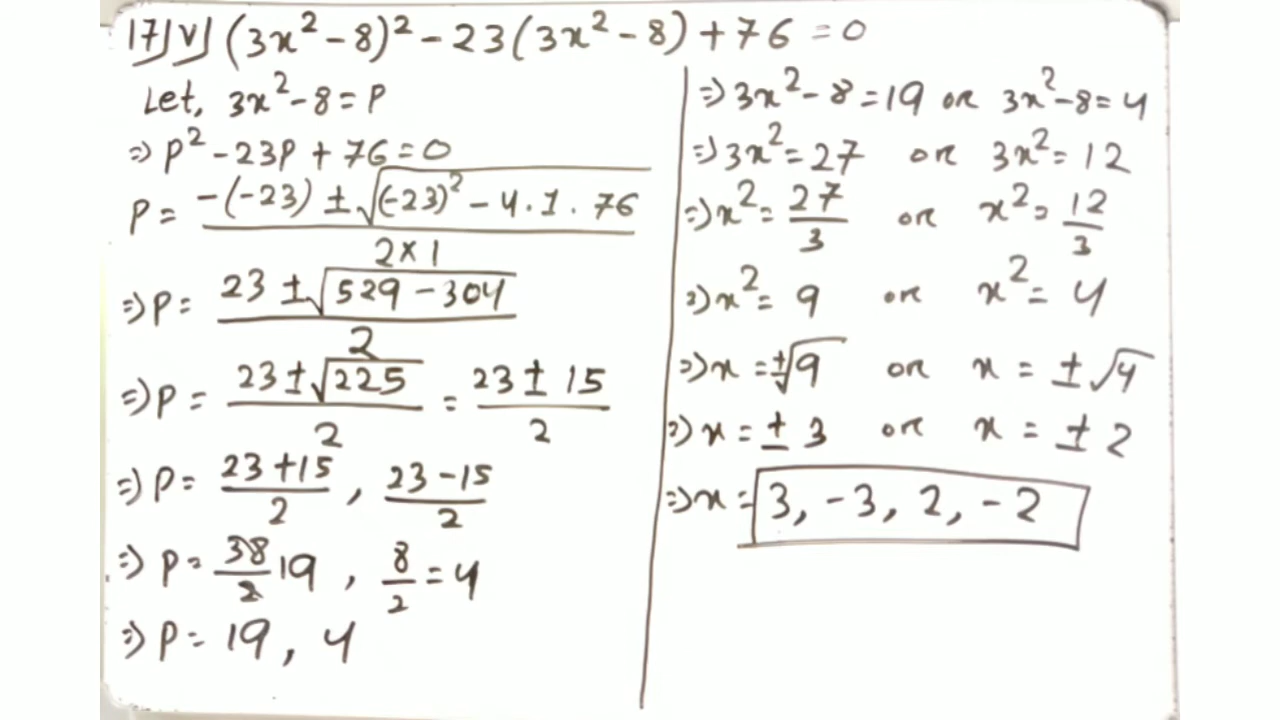 17) v) (3x² - 8)² - 23(3x² - 8) + 76 = 0
Let, 3x² - 8 = P
⇒ P² - 23P + 76 = 0
P = (-(-23) ± √((-23)² - 4.1.76))/(2 × 1)
⇒ P = (23 ± √(529 - 304))/2
⇒ P = (23 ± √225)/2 = (23 ± 15)/2
⇒ P = (23 + 15)/2, (23 - 15)/2
⇒ P = 38/2 19, 8/2 = 4
⇒ P = 19, 4
⇒ 3x² - 8 = 19 or 3x² - 8 = 4
⇒ 3x² = 27 or 3x² = 12
⇒ x² = 27/3 or x² = 12/3
⇒ x² = 9 or x² = 4
⇒ x = ±√9 or x = ±√4
⇒ x = ± 3 or x = ± 2
⇒ x = 3, -3, 2, -2